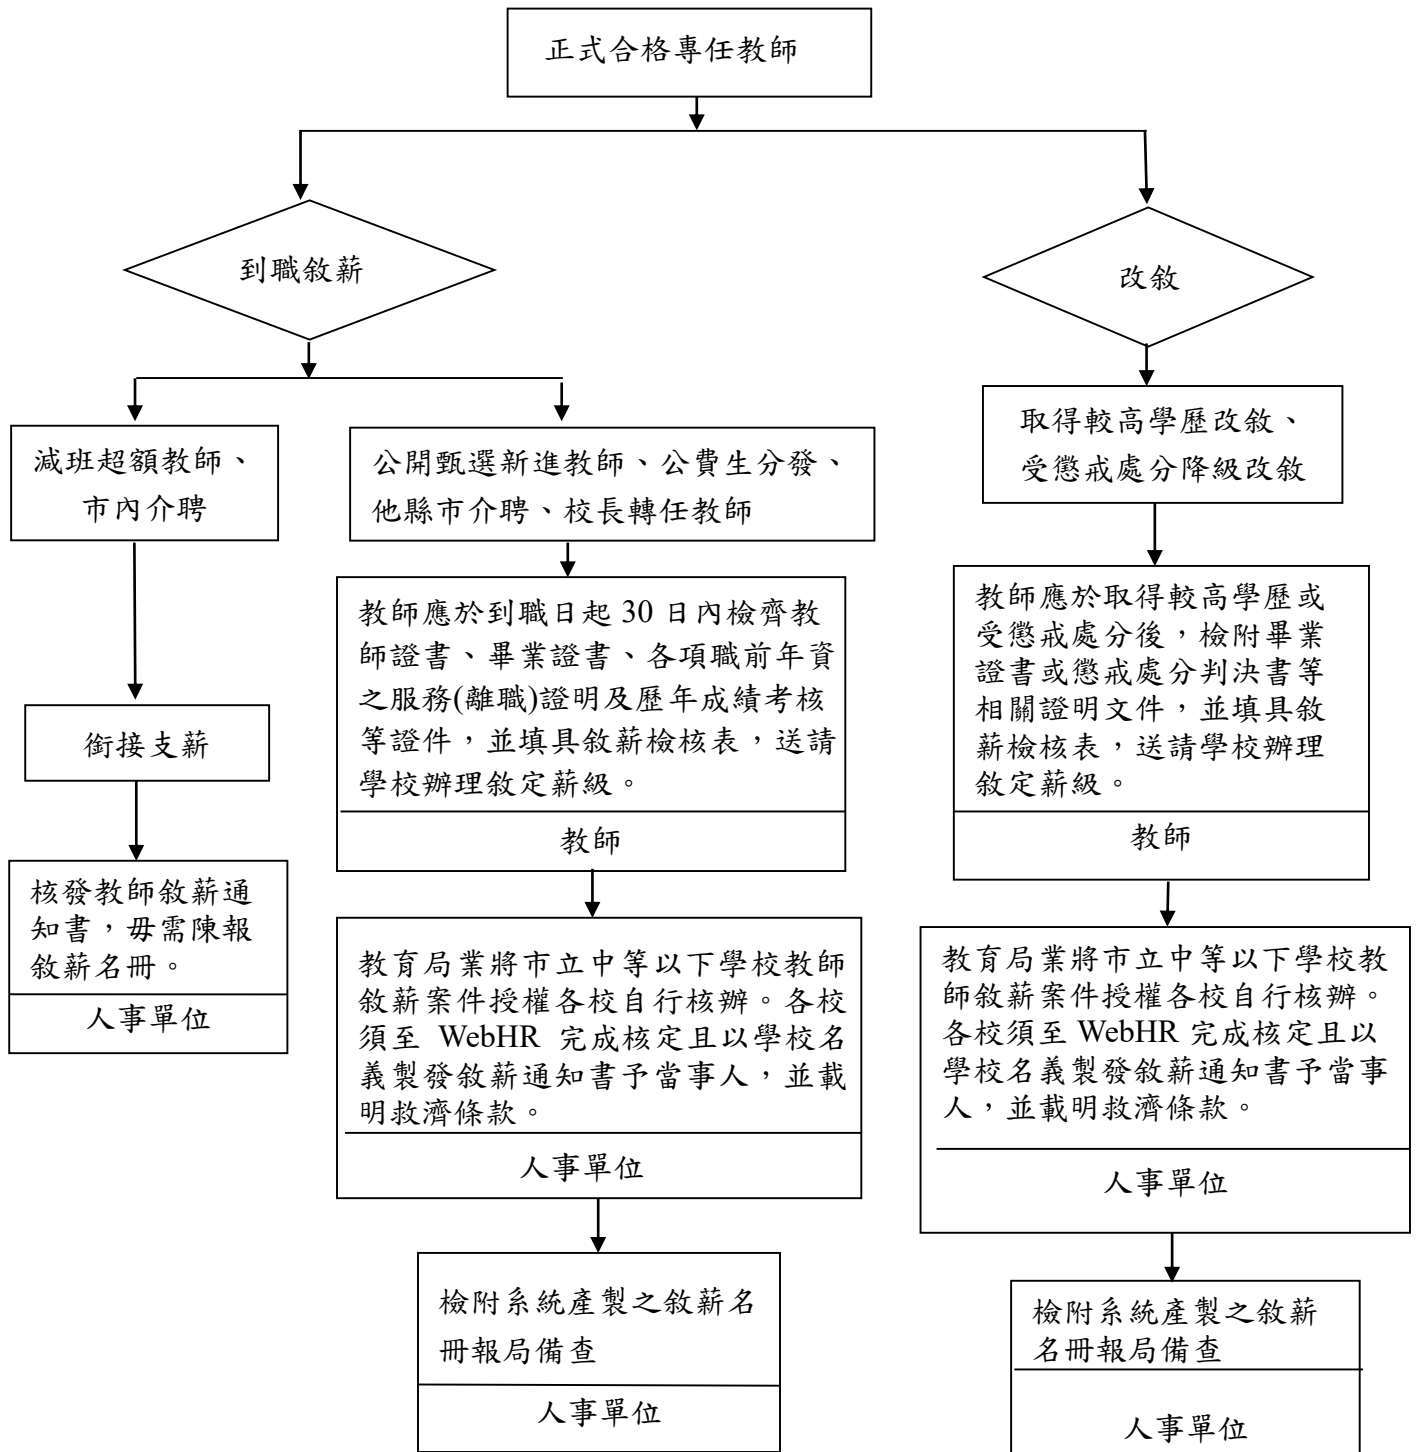 正式合格專任教師
到職敘薪
改敘
減班超額教師、
市內介聘
公開甄選新進教師、公費生分發、
他縣市介聘、校長轉任教師
取得較高學歷改敘、
受懲戒處分降級改敘
銜接支薪
教師應於到職日起 30 日內檢齊教
師證書、畢業證書、各項職前年資
之服務(離職)證明及歷年成績考核
等證件，並填具敘薪檢核表，送請
學校辦理敘定薪級。
教師
教師應於取得較高學歷或
受懲戒處分後，檢附畢業
證書或懲戒處分判決書等
相關證明文件，並填具敘
薪檢核表，送請學校辦理
敘定薪級。
教師
核發教師敘薪通
知書，毋需陳報
敘薪名冊。
人事單位
教育局業將市立中等以下學校教師
敘薪案件授權各校自行核辦。各校
須至 WebHR 完成核定且以學校名
義製發敘薪通知書予當事人，並載
明救濟條款。
人事單位
教育局業將市立中等以下學校教
師敘薪案件授權各校自行核辦。
各校須至 WebHR 完成核定且以
學校名義製發敘薪通知書予當事
人，並載明救濟條款。
人事單位
檢附系統產製之敘薪名
冊報局備查
人事單位
檢附系統產製之敘薪
名冊報局備查
人事單位